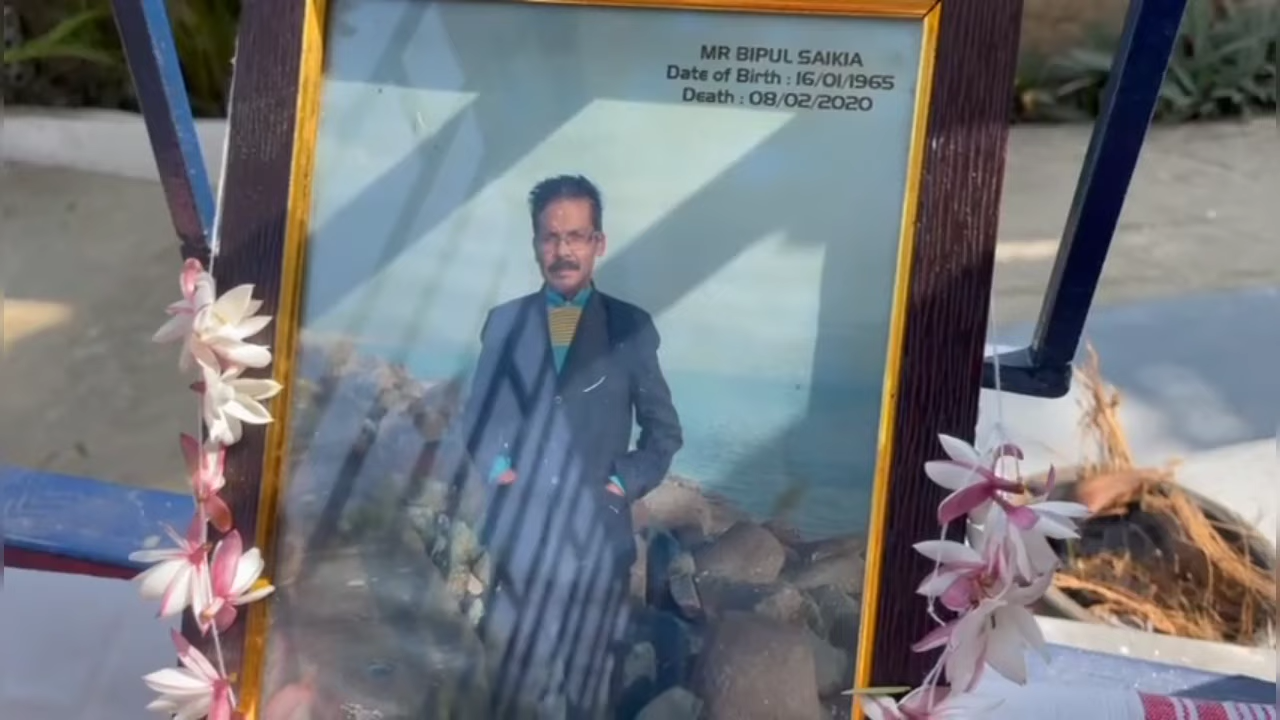 MR BIPUL SAIKIA
Date of Birth : 16/01/1965
Death : 08/02/2020